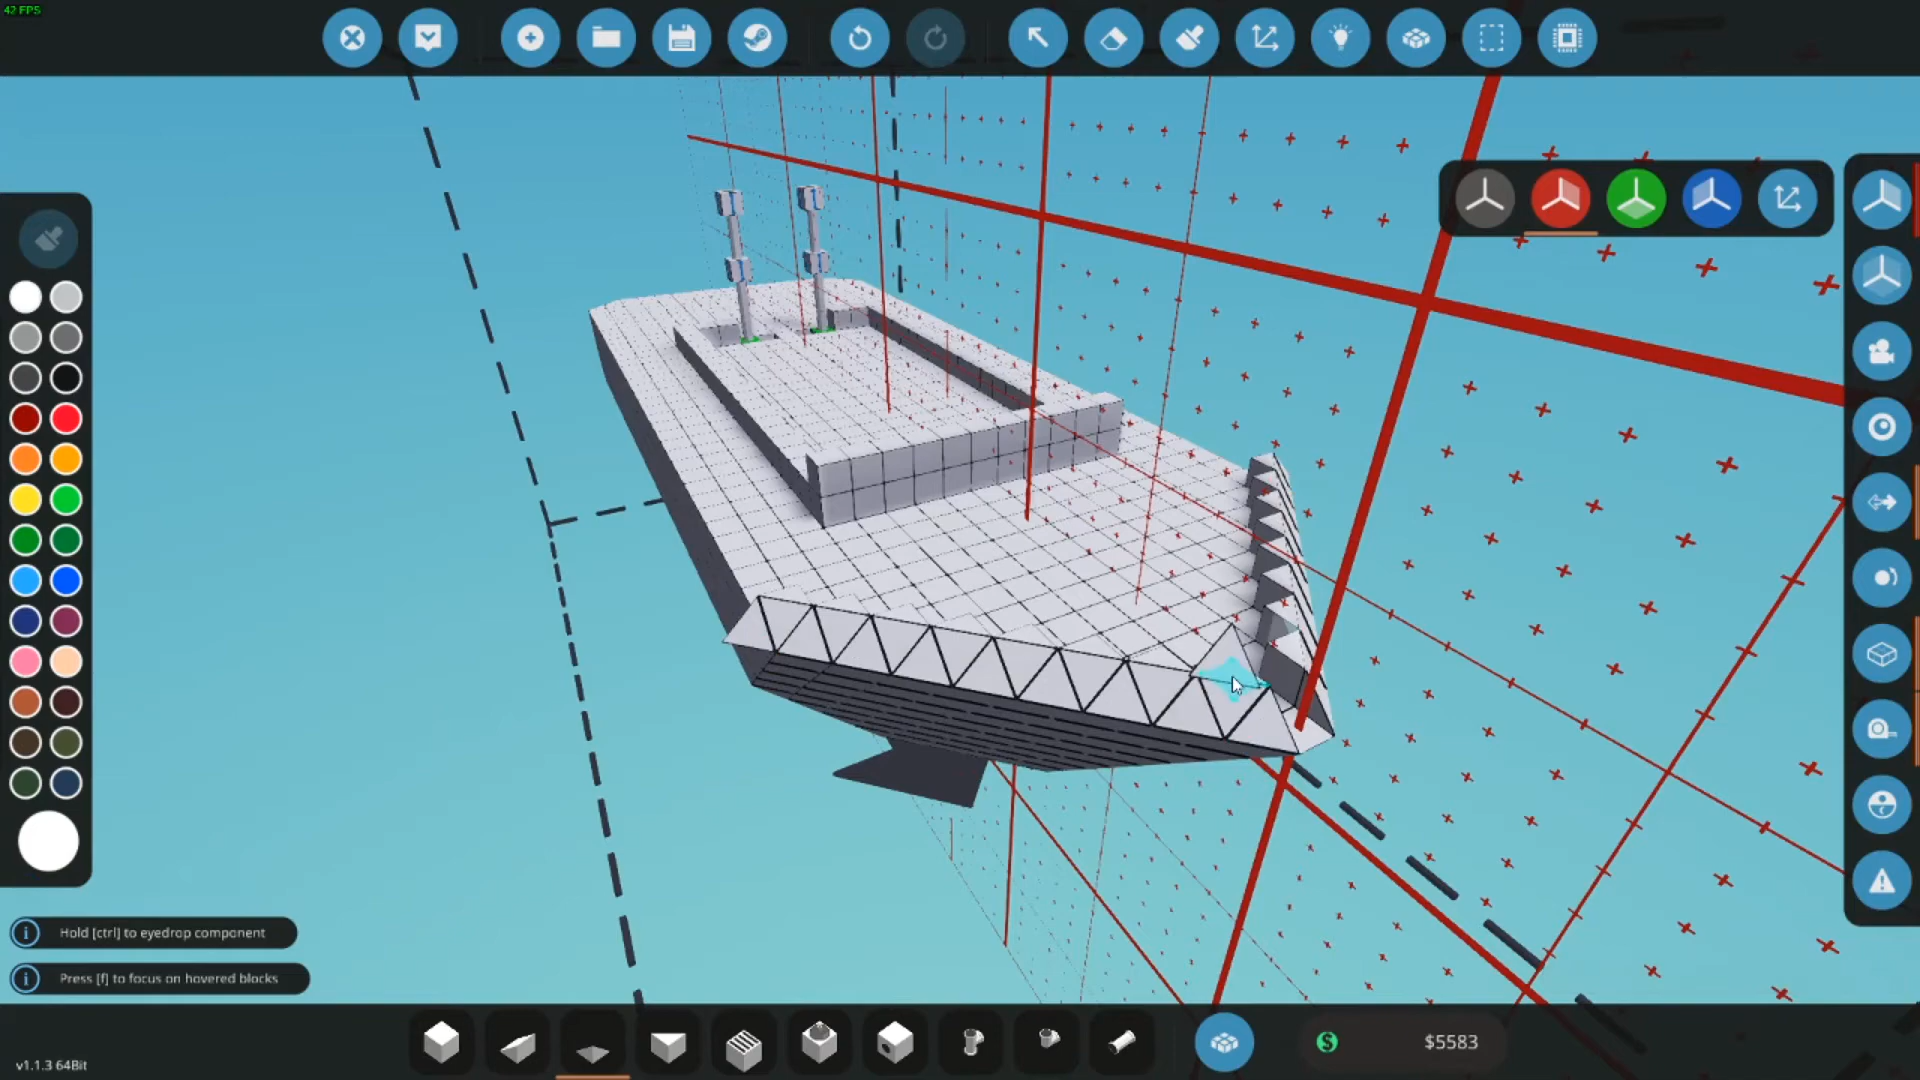 42 FPS
Hold [ctrl] to eyedrop component
Press [f] to focus on hovered blocks
$5583
v1.1.3 64Bit